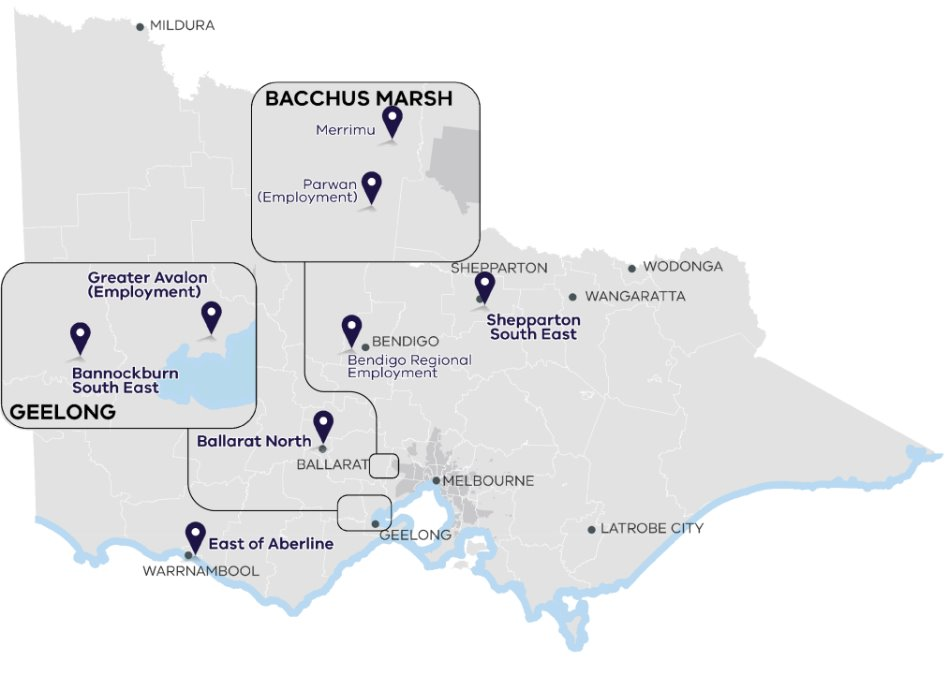 MILDURA
BACCHUS MARSH
Merrimu
Parwan
(Employment)
SHEPPARTON
WODONGA
Greater Avalon
(Employment)
WANGARATTA
Shepparton
South East
BENDIGO
Bendigo Regional
Employment
Bannockburn
South East
GEELONG
Ballarat North
BALLARAT
MELBOURNE
LATROBE CITY
GEELONG
East of Aberline
WARRNAMBOOL